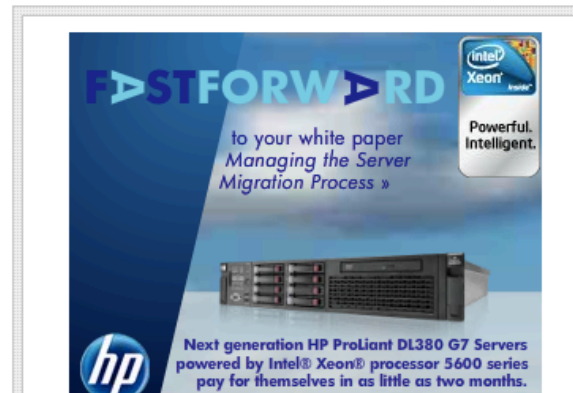 FASTFORWARD
to your white paper
Managing the Server
Migration Process »
intel
Xeon®
inside™
Powerful.
Intelligent.
hp
Next generation HP ProLiant DL380 G7 Servers
powered by Intel® Xeon® processor 5600 series
pay for themselves in as little as two months.